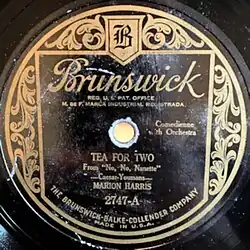 B
Brunswick
REG. U.S. PAT. OFFICE
M. DE F. MARCA INDUSTRIAL REGISTRADA.
Comedienne
with Orchestra
TEA FOR TWO
From "No, No, Nanette"
—Caesar-Youmans—
MARION HARRIS
2747-A
THE BRUNSWICK-BALKE-COLLENDER COMPANY
MADE IN U.S.A.